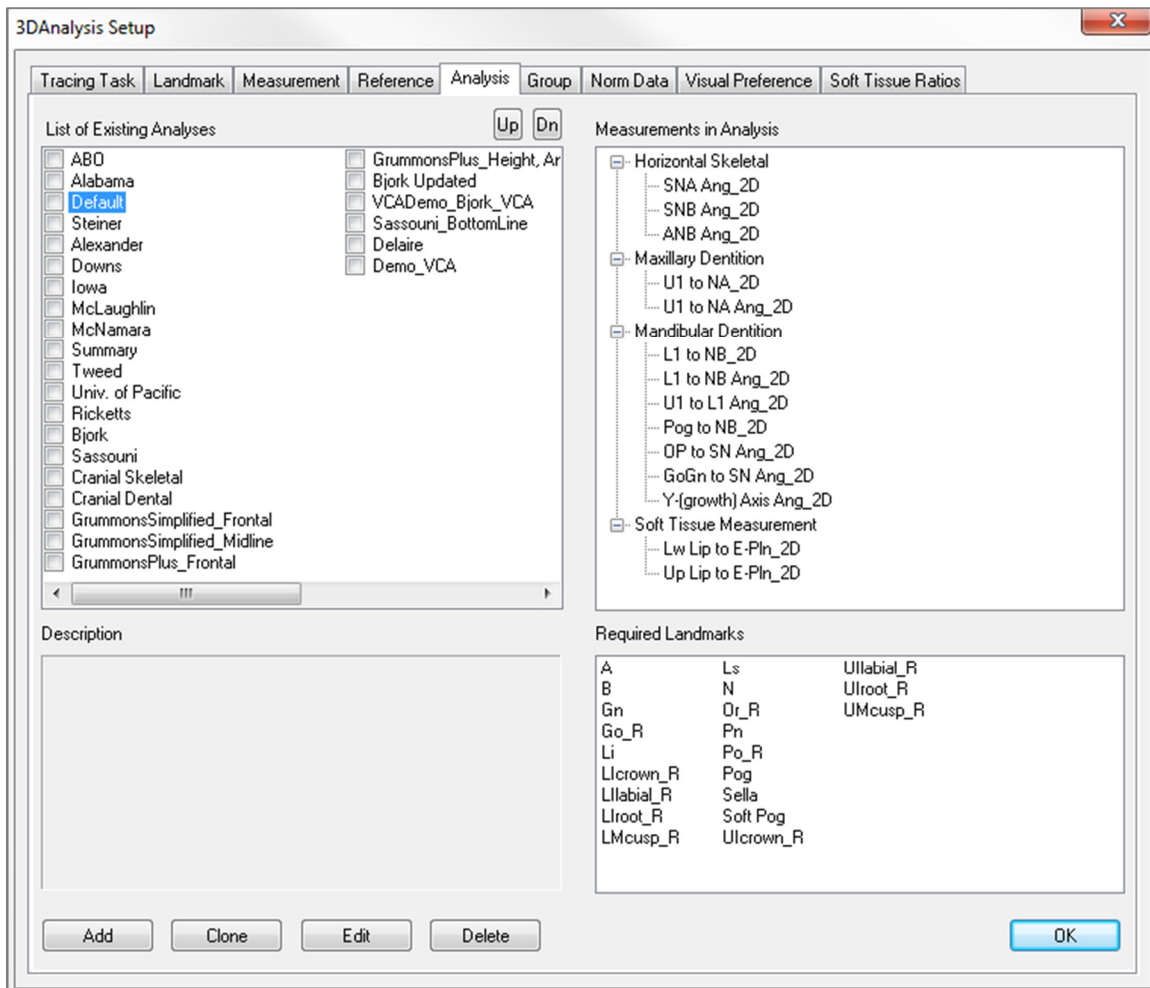 3DAnalysis Setup
Tracing Task Landmark Measurement Reference Analysis Group Norm Data Visual Preference Soft Tissue Ratios
List of Existing Analyses Up Dn
ABO
Alabama
Default
Steiner
Alexander
Downs
Iowa
McLaughlin
McNamara
Summary
Tweed
Univ. of Pacific
Ricketts
Bjork
Sassouni
Cranial Skeletal
Cranial Dental
GrummonsSimplified_Frontal
GrummonsSimplified_Midline
GrummonsPlus_Frontal
GrummonsPlus_Height, Ar
Bjork Updated
VCADemo_Bjork_VCA
Sassouni_BottomLine
Delaire
Demo_VCA
Measurements in Analysis
Horizontal Skeletal
SNA Ang_2D
SNB Ang_2D
ANB Ang_2D
Maxillary Dentition
U1 to NA_2D
U1 to NA Ang_2D
Mandibular Dentition
L1 to NB_2D
L1 to NB Ang_2D
U1 to L1 Ang_2D
Pog to NB_2D
OP to SN Ang_2D
GoGn to SN Ang_2D
Y-(growth) Axis Ang_2D
Soft Tissue Measurement
Lw Lip to E-Pln_2D
Up Lip to E-Pln_2D
Description
Required Landmarks
A
B
Gn
Go_R
Li
LIcrown_R
LIlabial_R
LIroot_R
LMcusp_R
Ls
N
Or_R
Pn
Po_R
Pog
Sella
Soft Pog
UIcrown_R
UIlabial_R
UIroot_R
UMcusp_R
Add Clone Edit Delete OK